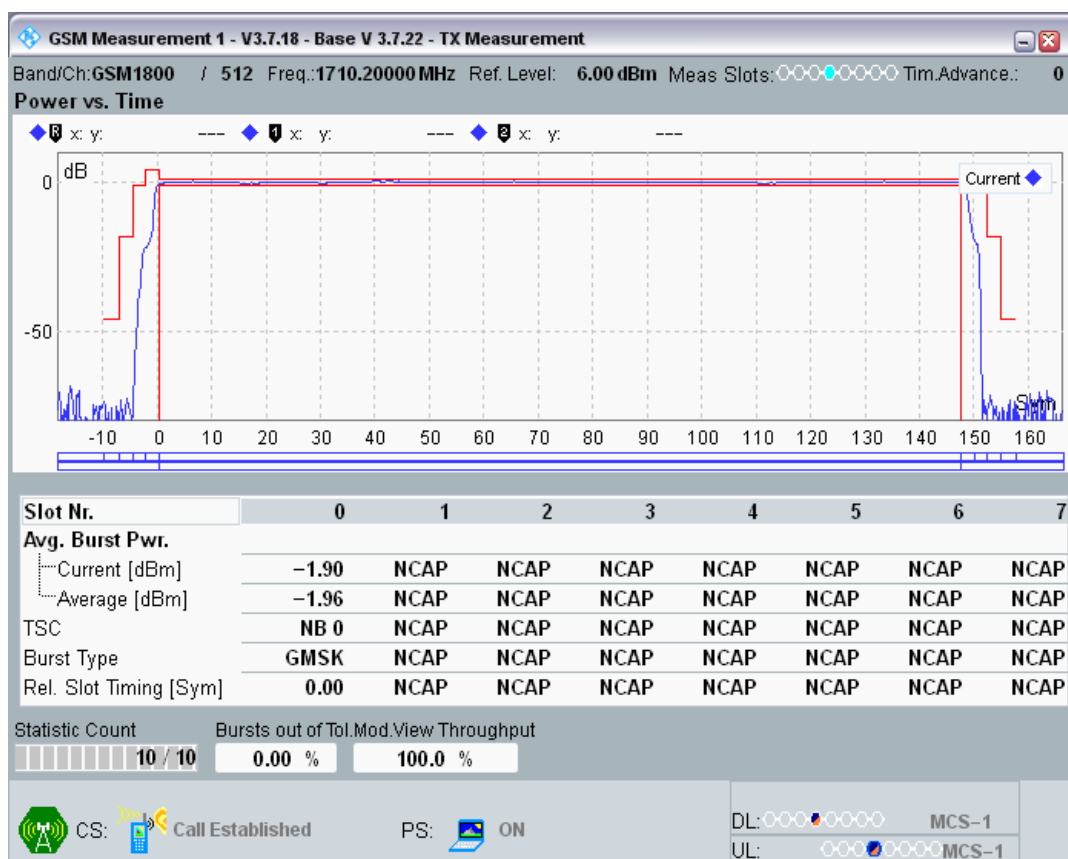 GSM Measurement 1 - V3.7.18 - Base V 3.7.22 - TX Measurement
Band/Ch:GSM1800 / 512 Freq.:1710.20000 MHz Ref. Level: 6.00 dBm Meas Slots: Tim.Advance.: 0
Power vs. Time
R x: y: --- 1 x: y: --- 2 x: y: ---
dB
Current
0
-50
Sym
-10 0 10 20 30 40 50 60 70 80 90 100 110 120 130 140 150 160
Slot Nr. 0 1 2 3 4 5 6 7
Avg. Burst Pwr.
Current [dBm] −1.90 NCAP NCAP NCAP NCAP NCAP NCAP NCAP
Average [dBm] −1.96 NCAP NCAP NCAP NCAP NCAP NCAP NCAP
TSC NB 0 NCAP NCAP NCAP NCAP NCAP NCAP NCAP
Burst Type GMSK NCAP NCAP NCAP NCAP NCAP NCAP NCAP
Rel. Slot Timing [Sym] 0.00 NCAP NCAP NCAP NCAP NCAP NCAP NCAP
Statistic Count Bursts out of Tol. Mod.View Throughput
10 / 10 0.00 % 100.0 %
CS: Call Established PS: ON DL: MCS−1
UL: MCS−1